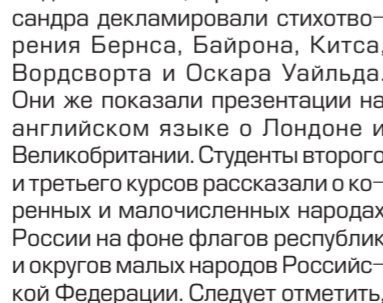 сандра декламировали стихотво-
рения Бернса, Байрона, Китса,
Вордсворта и Оскара Уайльда.
Они же показали презентации на
английском языке о Лондоне и
Великобритании. Студенты второго
и третьего курсов рассказали о ко-
ренных и малочисленных народах
России на фоне флагов республик
и округов малых народов Российс-
кой Федерации. Следует отметить,